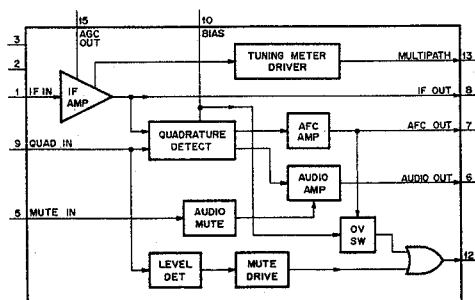 15
10
AGC
OUT
BIAS
3
2
TUNING METER
DRIVER
MULTIPATH
13
1
IF IN
IF
AMP
IF OUT
8
9
QUAD IN
QUADRATURE
DETECT
AFC
AMP
AFC OUT
7
AUDIO
AMP
AUDIO OUT
6
5
MUTE IN
AUDIO
MUTE
OV
SW
LEVEL
DET
MUTE
DRIVE
12